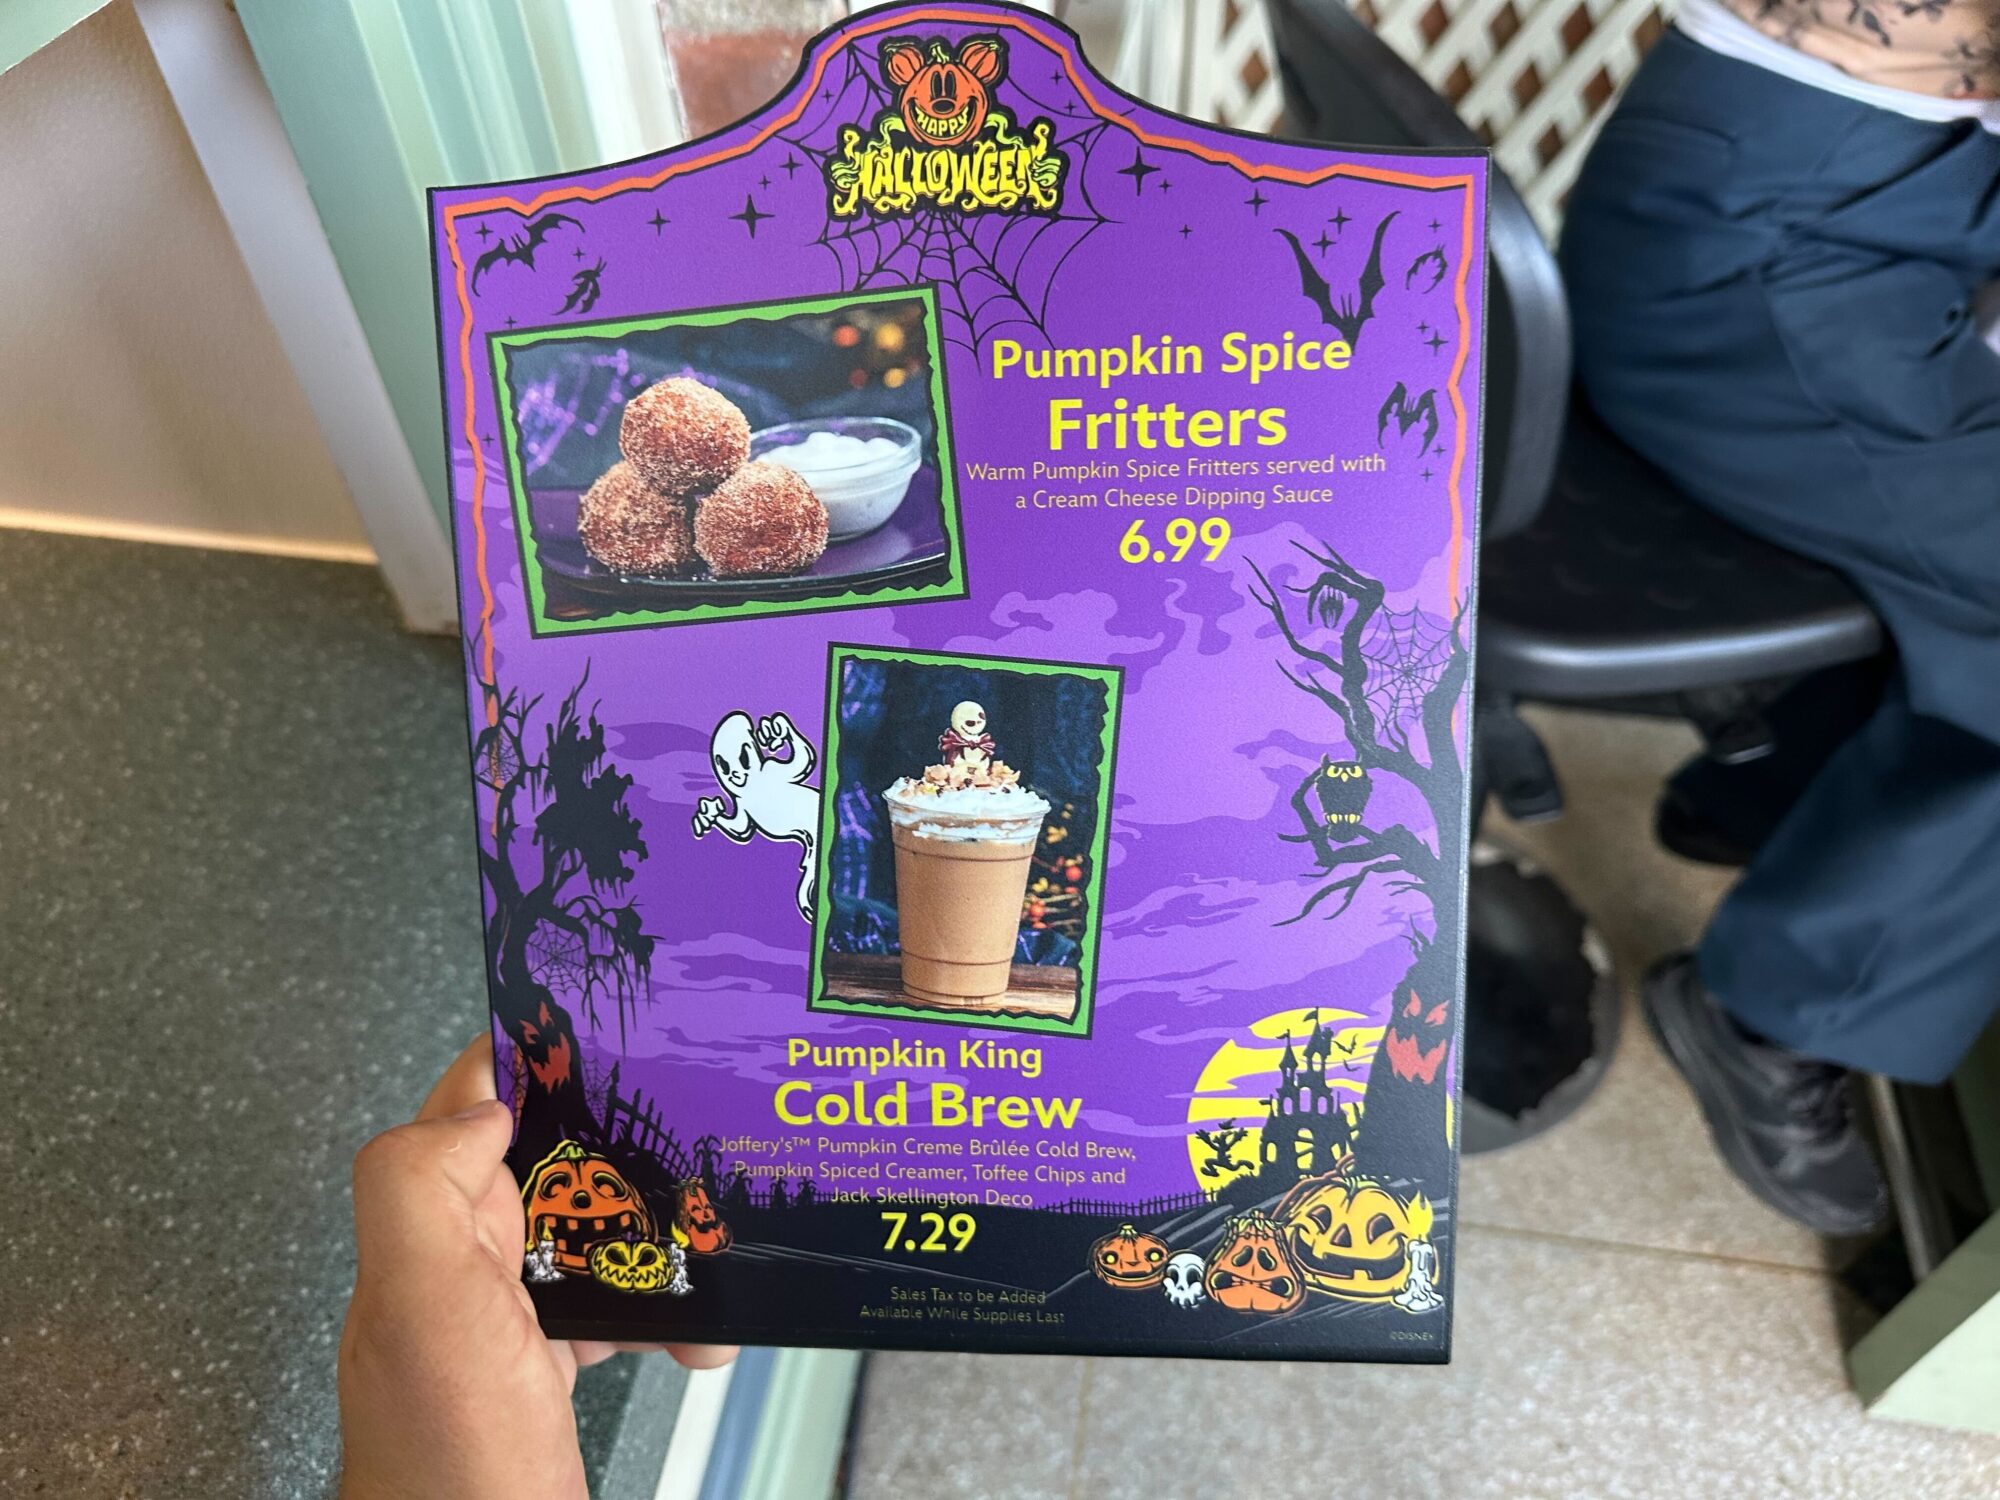 HAPPY
HALLOWEEN
Pumpkin Spice
Fritters
Warm Pumpkin Spice Fritters served with
a Cream Cheese Dipping Sauce
6.99
Pumpkin King
Cold Brew
Joffery's™ Pumpkin Creme Brûlée Cold Brew,
Pumpkin Spiced Creamer, Toffee Chips and
Jack Skellington Deco
7.29
Sales Tax to be Added
Available While Supplies Last
©DISNEY